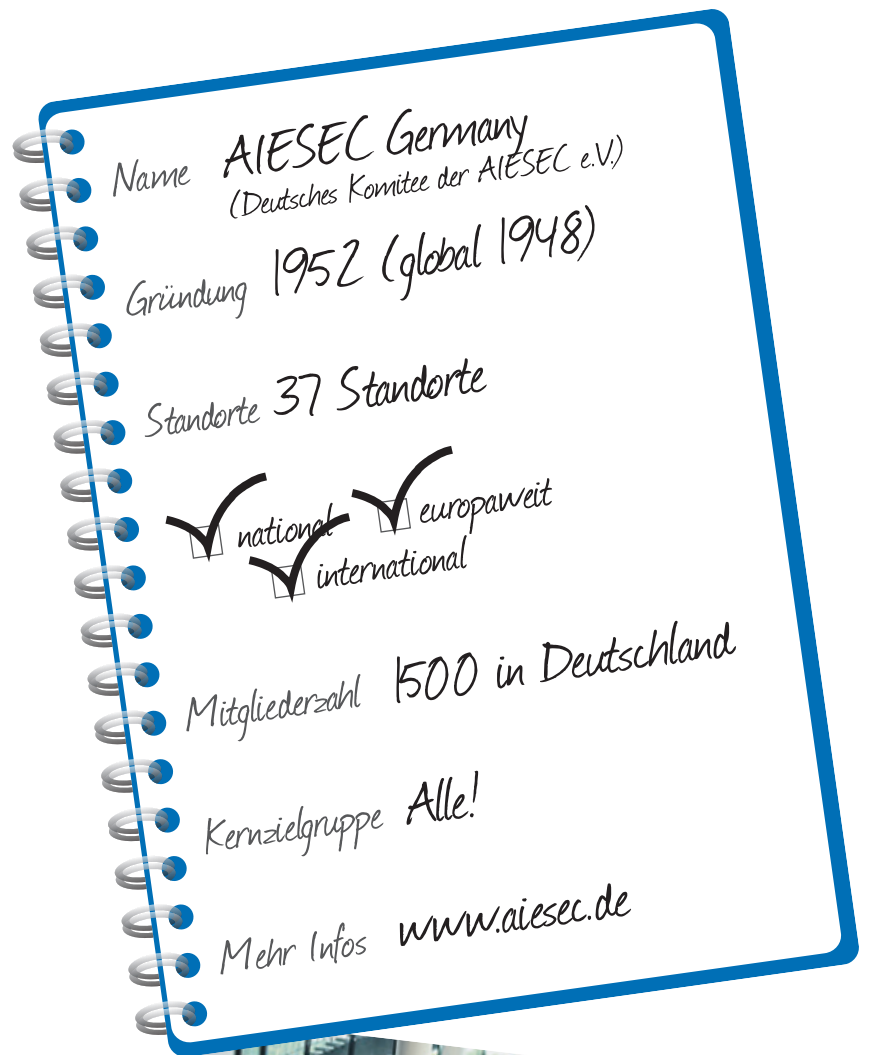 Name AIESEC Germany
(Deutsches Komitee der AIESEC e.V.)
Gründung 1952 (global 1948)
Standorte 37 Standorte
national europaweit
international
Mitgliederzahl 1500 in Deutschland
Kernzielgruppe Alle!
Mehr Infos www.aiesec.de